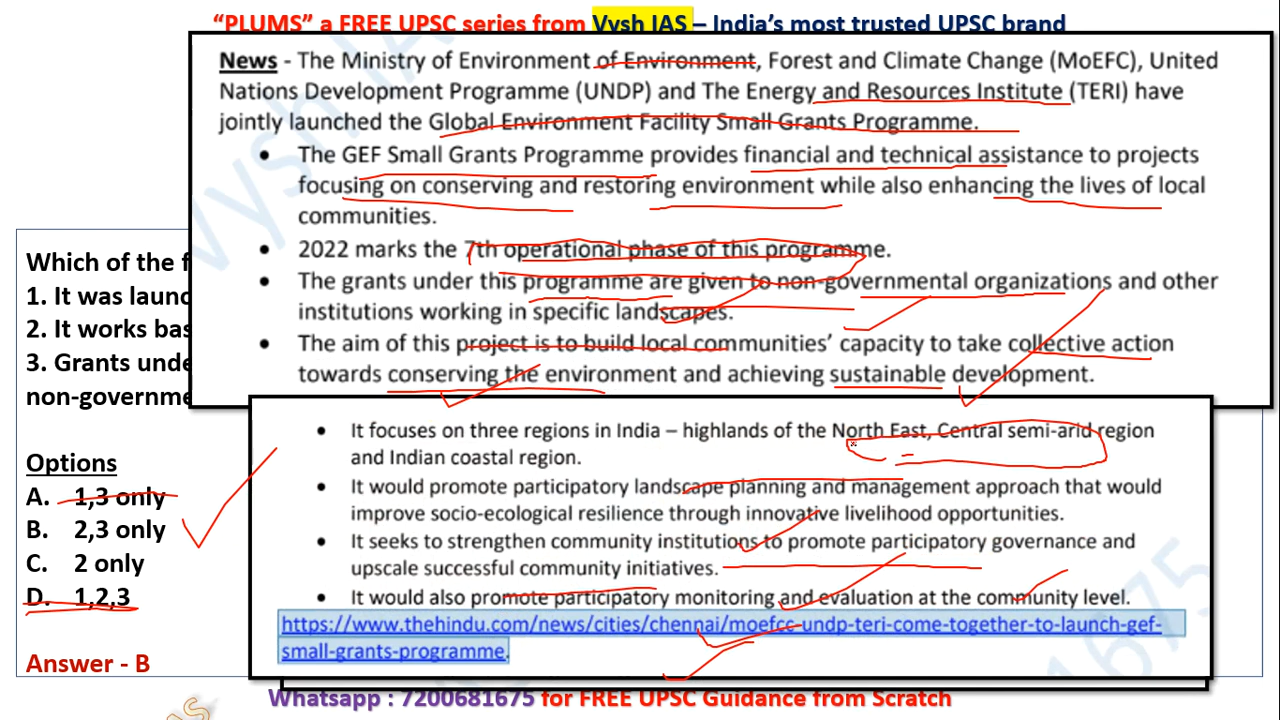 “PLUMS” a FREE UPSC series from Vysh IAS – India’s most trusted UPSC brand
News - The Ministry of Environment of Environment, Forest and Climate Change (MoEFC), United
Nations Development Programme (UNDP) and The Energy and Resources Institute (TERI) have
jointly launched the Global Environment Facility Small Grants Programme.
• The GEF Small Grants Programme provides financial and technical assistance to projects
focusing on conserving and restoring environment while also enhancing the lives of local
communities.
• 2022 marks the 7th operational phase of this programme.
• The grants under this programme are given to non-governmental organizations and other
institutions working in specific landscapes.
• The aim of this project is to build local communities’ capacity to take collective action
towards conserving the environment and achieving sustainable development.
• It focuses on three regions in India – highlands of the North East, Central semi-arid region
and Indian coastal region.
• It would promote participatory landscape planning and management approach that would
improve socio-ecological resilience through innovative livelihood opportunities.
• It seeks to strengthen community institutions to promote participatory governance and
upscale successful community initiatives.
• It would also promote participatory monitoring and evaluation at the community level.
https://www.thehindu.com/news/cities/chennai/moefcc-undp-teri-come-together-to-launch-gef-
small-grants-programme.
Which of the f
1. It was launc
2. It works bas
3. Grants unde
non-governme
Options
A. 1,3 only
B. 2,3 only
C. 2 only
D. 1,2,3
Answer - B
Whatsapp : 7200681675 for FREE UPSC Guidance from Scratch